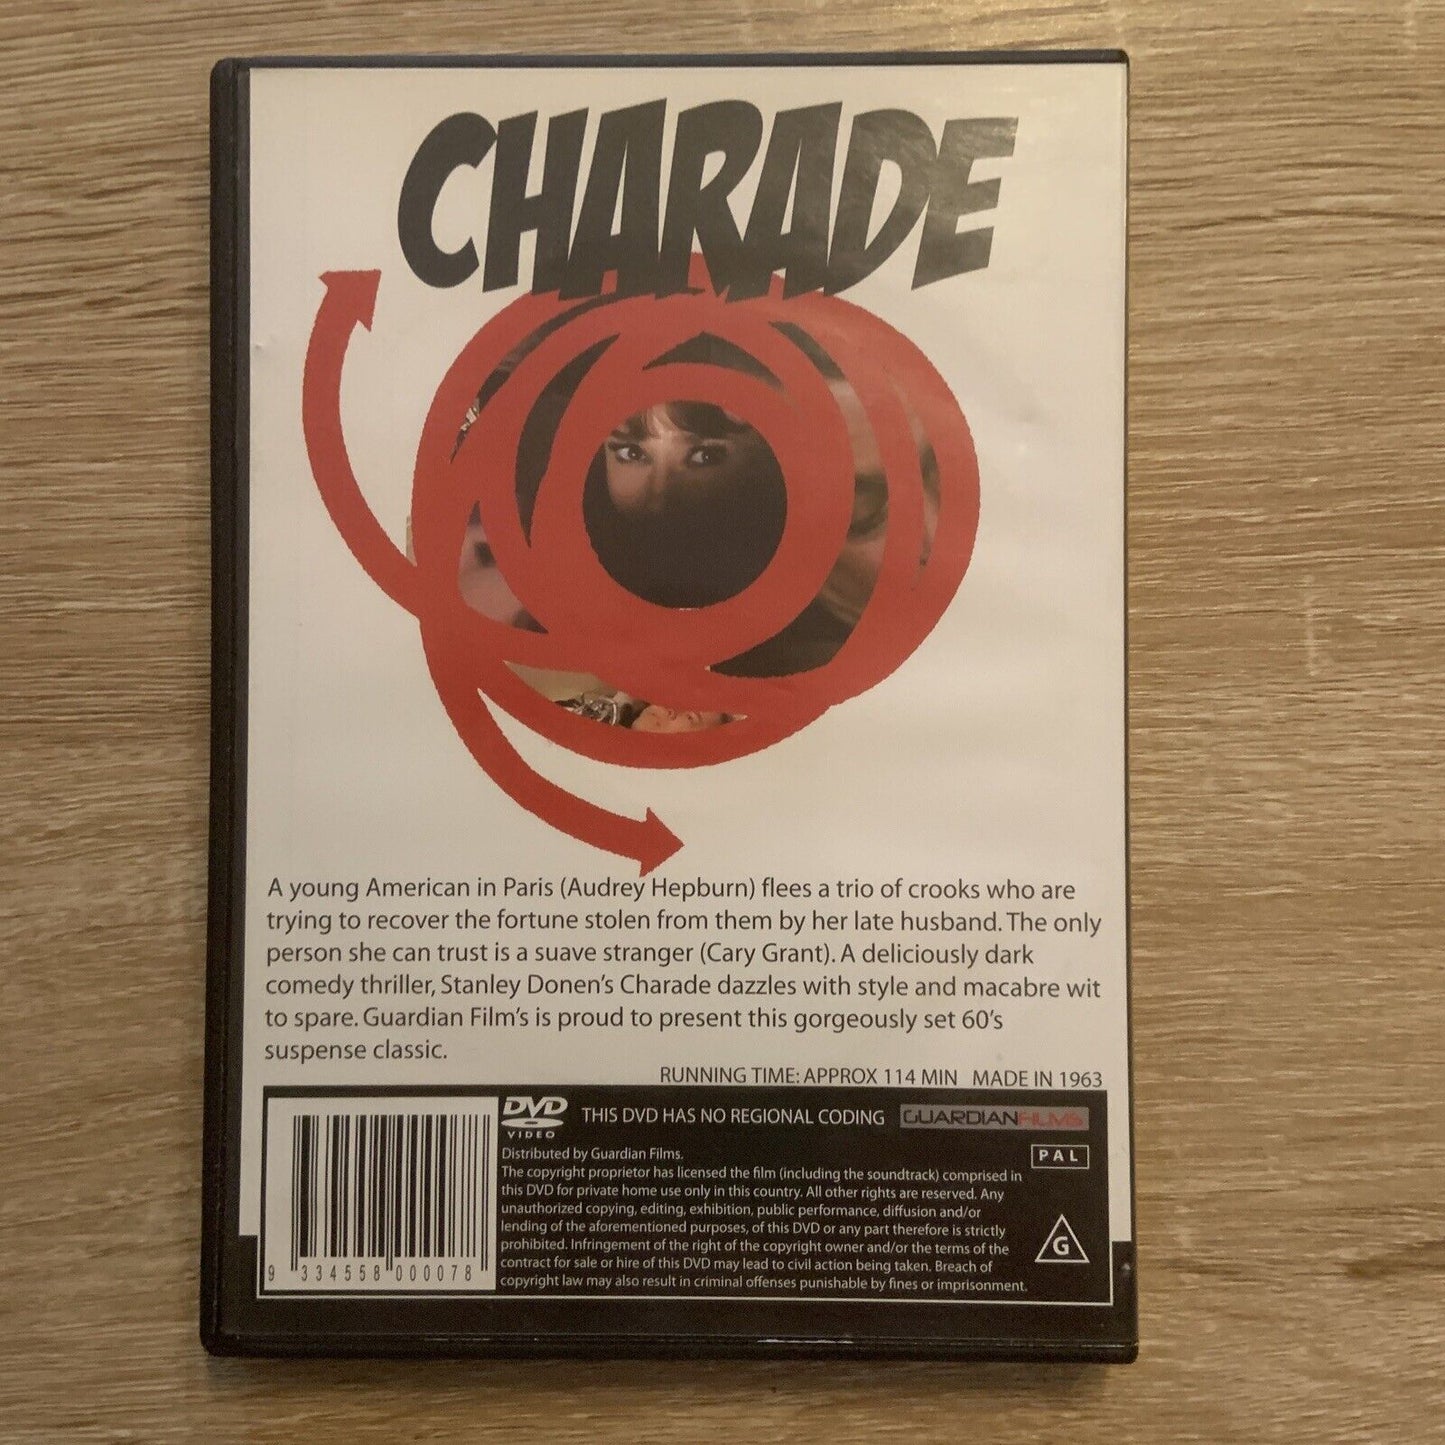 CHARADE
A young American in Paris (Audrey Hepburn) flees a trio of crooks who are
trying to recover the fortune stolen from them by her late husband. The only
person she can trust is a suave stranger (Cary Grant). A deliciously dark
comedy thriller, Stanley Donen's Charade dazzles with style and macabre wit
to spare. Guardian Film's is proud to present this gorgeously set 60's
suspense classic.
RUNNING TIME: APPROX 114 MIN MADE IN 1963
DVD VIDEO
THIS DVD HAS NO REGIONAL CODING
GUARDIANFILMS
PAL
Distributed by Guardian Films.
The copyright proprietor has licensed the film (including the soundtrack) comprised in
this DVD for private home use only in this country. All other rights are reserved. Any
unauthorized copying, editing, exhibition, public performance, diffusion and/or
lending of the aforementioned purposes, of this DVD or any part therefore is strictly
prohibited. Infringement of the right of the copyright owner and/or the terms of the
contract for sale or hire of this DVD may lead to civil action being taken. Breach of
copyright law may also result in criminal offenses punishable by fines or imprisonment.
G
9 334558 000078